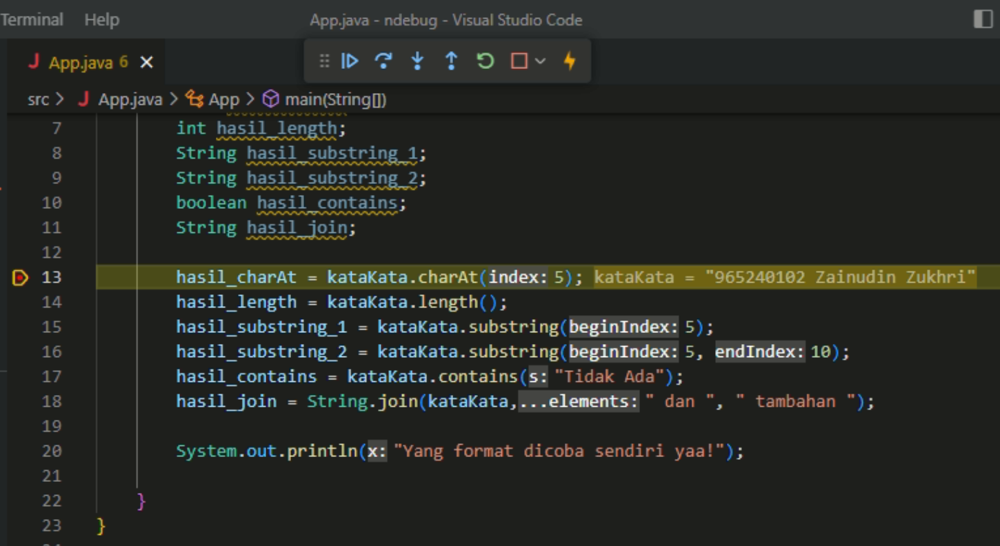 Terminal Help App.java - ndebug - Visual Studio Code
J App.java 6
src > J App.java > App > main(String[])
7 int hasil_length;
8 String hasil_substring_1;
9 String hasil_substring_2;
10 boolean hasil_contains;
11 String hasil_join;
12
13 hasil_charAt = kataKata.charAt(index: 5); kataKata = "965240102 Zainudin Zukhri"
14 hasil_length = kataKata.length();
15 hasil_substring_1 = kataKata.substring(beginIndex: 5);
16 hasil_substring_2 = kataKata.substring(beginIndex: 5, endIndex: 10);
17 hasil_contains = kataKata.contains(s: "Tidak Ada");
18 hasil_join = String.join(kataKata,...elements: " dan ", " tambahan ");
19
20 System.out.println(x: "Yang format dicoba sendiri yaa!");
21
22 }
23 }